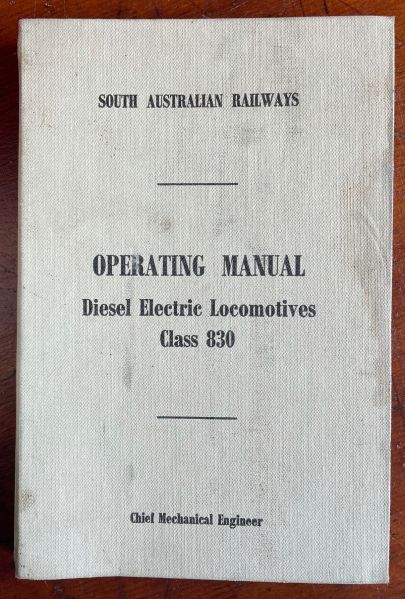 SOUTH AUSTRALIAN RAILWAYS
OPERATING MANUAL
Diesel Electric Locomotives
Class 830
Chief Mechanical Engineer